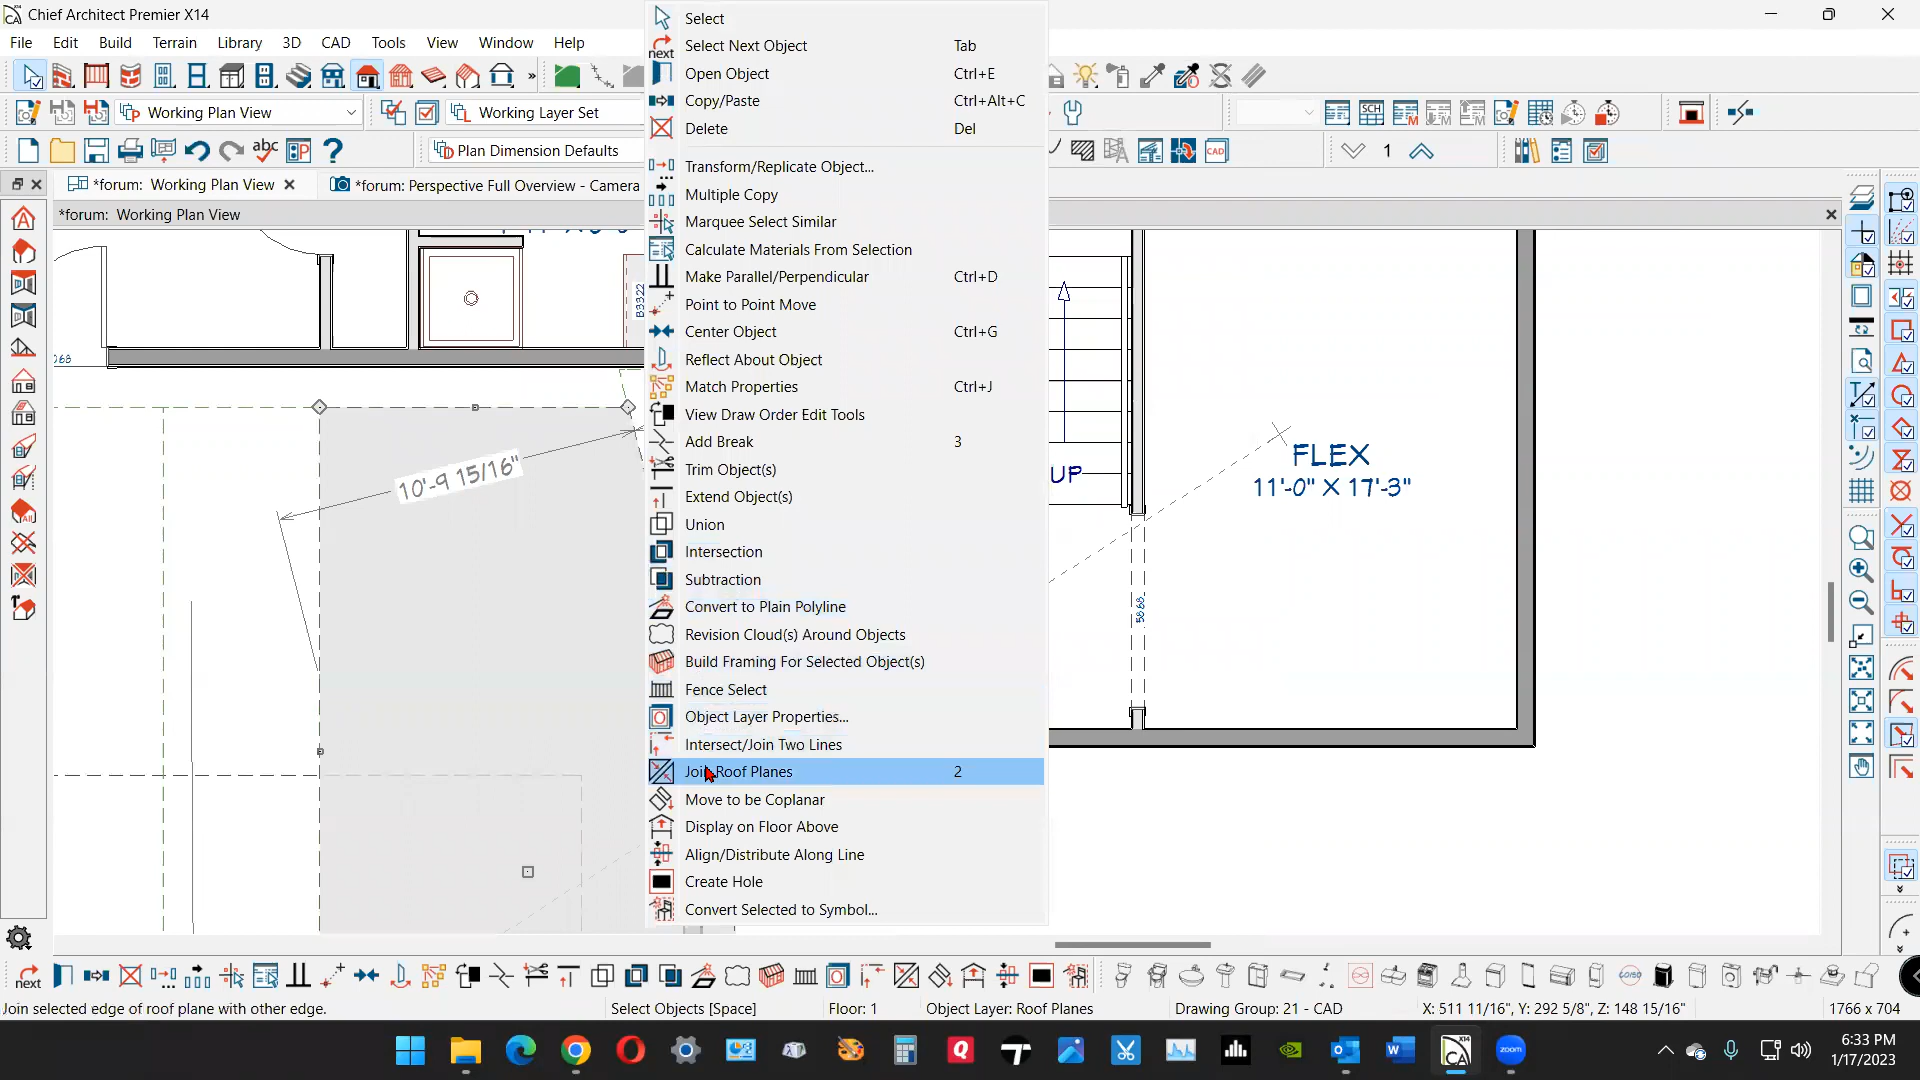 Chief Architect Premier X14
File Edit Build Terrain Library 3D CAD Tools View Window Help
Working Plan View
Working Layer Set
Plan Dimension Defaults
1
*forum: Working Plan View
*forum: Perspective Full Overview - Camera
*forum: Working Plan View
Select
Select Next Object Tab
Open Object Ctrl+E
Copy/Paste Ctrl+Alt+C
Delete Del
Transform/Replicate Object...
Multiple Copy
Marquee Select Similar
Calculate Materials From Selection
Make Parallel/Perpendicular Ctrl+D
Point to Point Move
Center Object Ctrl+G
Reflect About Object
Match Properties Ctrl+J
View Draw Order Edit Tools
Add Break 3
Trim Object(s)
Extend Object(s)
Union
Intersection
Subtraction
Convert to Plain Polyline
Revision Cloud(s) Around Objects
Build Framing For Selected Object(s)
Fence Select
Object Layer Properties...
Intersect/Join Two Lines
Join Roof Planes 2
Move to be Coplanar
Display on Floor Above
Align/Distribute Along Line
Create Hole
Convert Selected to Symbol...
B3322
068
10'-9 15/16"
UP
FLEX
11'-0" X 17'-3"
5868
next
Join selected edge of roof plane with other edge.
Select Objects [Space]
Floor: 1
Object Layer: Roof Planes
Drawing Group: 21 - CAD
X: 511 11/16", Y: 292 5/8", Z: 148 15/16"
1766 x 704
6:33 PM
1/17/2023